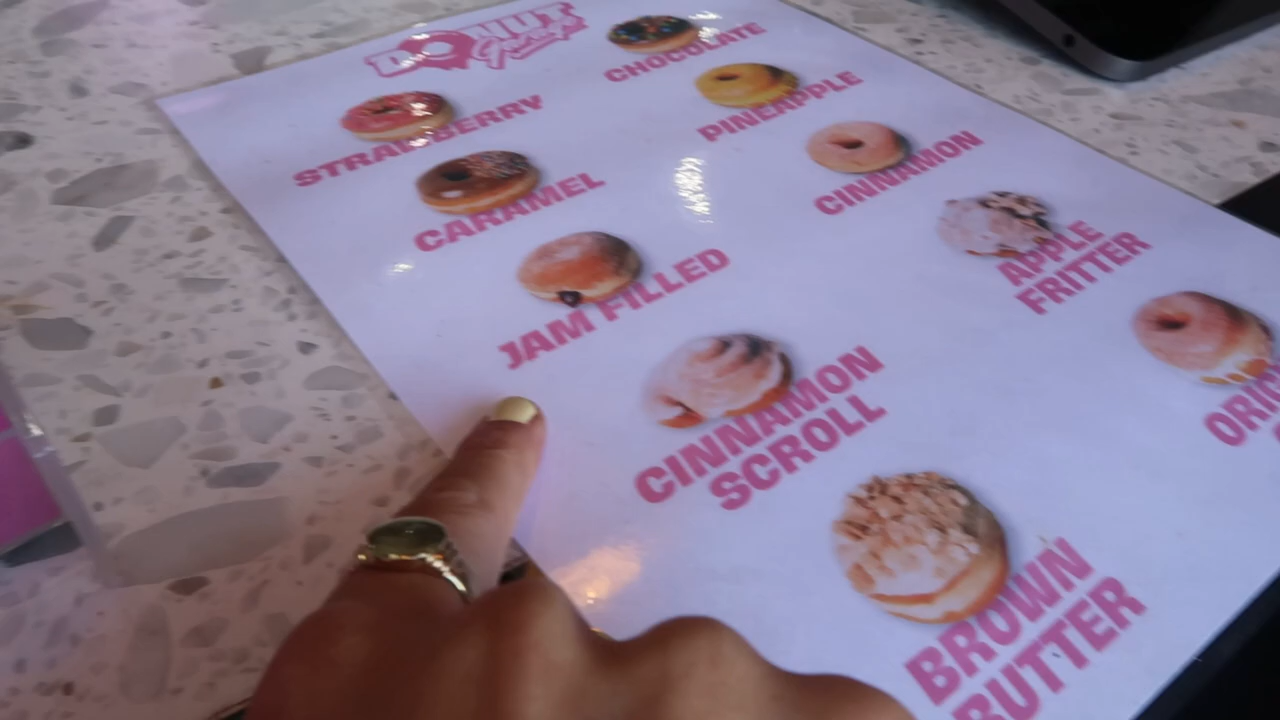 DONUT
STRAWBERRY
CARAMEL
JAM FILLED
CINNAMON
SCROLL
BROWN
BUTTER
CHOCOLATE
PINEAPPLE
CINNAMON
APPLE
FRITTER